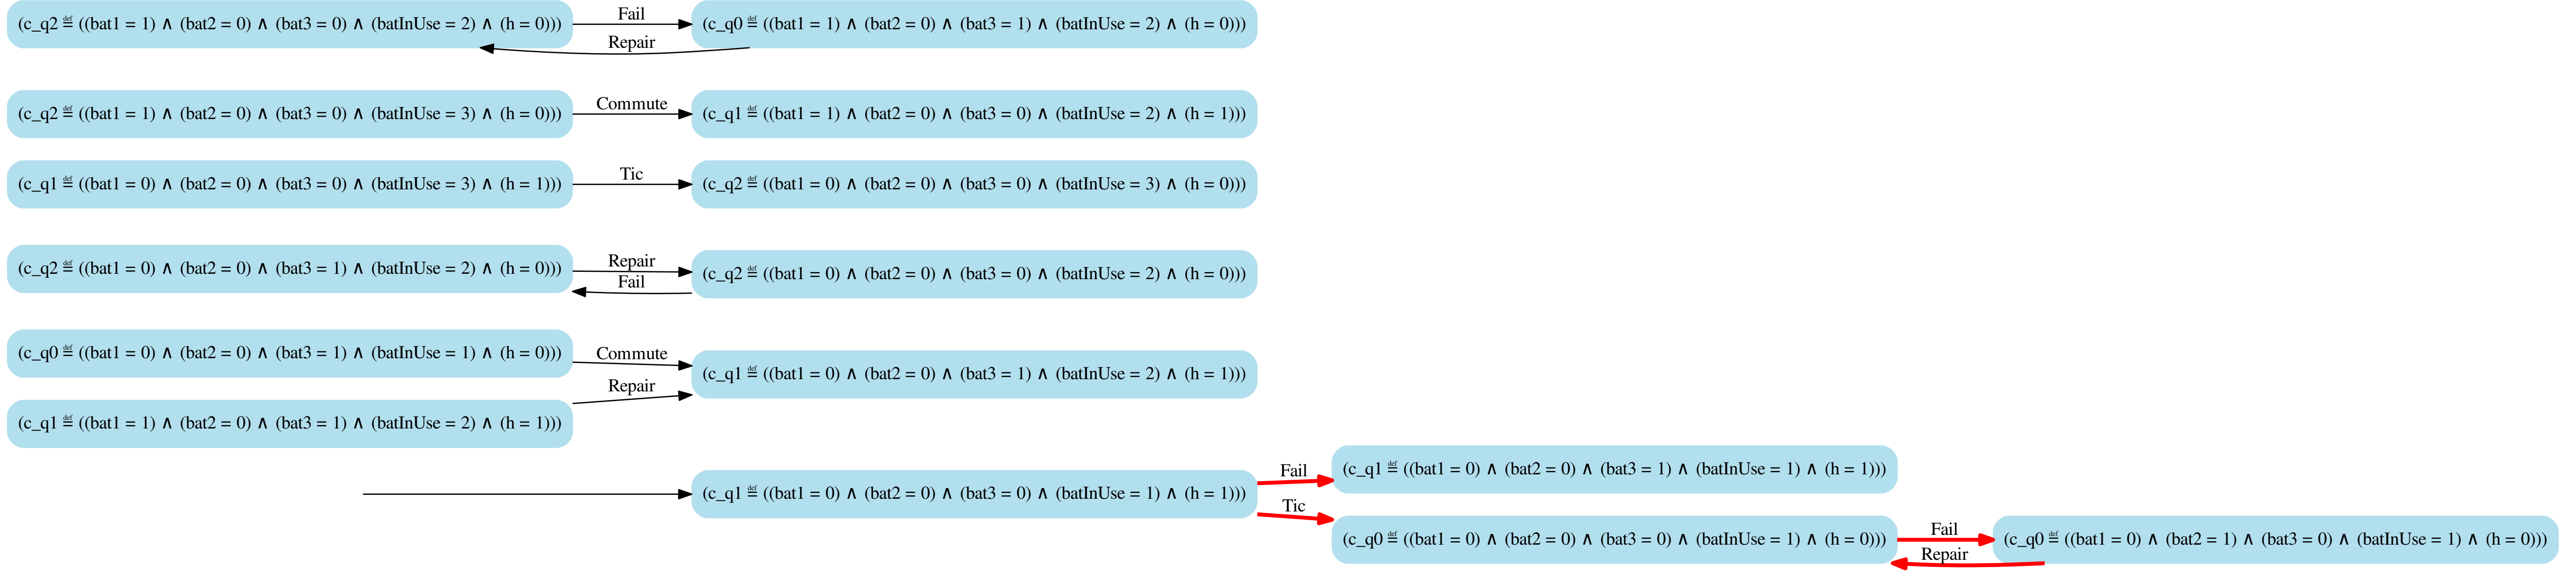 (c_q2 ≝ ((bat1 = 1) ∧ (bat2 = 0) ∧ (bat3 = 0) ∧ (batInUse = 2) ∧ (h = 0)))
Fail
(c_q0 ≝ ((bat1 = 1) ∧ (bat2 = 0) ∧ (bat3 = 1) ∧ (batInUse = 2) ∧ (h = 0)))
Repair
(c_q2 ≝ ((bat1 = 1) ∧ (bat2 = 0) ∧ (bat3 = 0) ∧ (batInUse = 3) ∧ (h = 0)))
Commute
(c_q1 ≝ ((bat1 = 1) ∧ (bat2 = 0) ∧ (bat3 = 0) ∧ (batInUse = 2) ∧ (h = 1)))
(c_q1 ≝ ((bat1 = 0) ∧ (bat2 = 0) ∧ (bat3 = 0) ∧ (batInUse = 3) ∧ (h = 1)))
Tic
(c_q2 ≝ ((bat1 = 0) ∧ (bat2 = 0) ∧ (bat3 = 0) ∧ (batInUse = 3) ∧ (h = 0)))
(c_q2 ≝ ((bat1 = 0) ∧ (bat2 = 0) ∧ (bat3 = 1) ∧ (batInUse = 2) ∧ (h = 0)))
Repair
(c_q2 ≝ ((bat1 = 0) ∧ (bat2 = 0) ∧ (bat3 = 0) ∧ (batInUse = 2) ∧ (h = 0)))
Fail
(c_q0 ≝ ((bat1 = 0) ∧ (bat2 = 0) ∧ (bat3 = 1) ∧ (batInUse = 1) ∧ (h = 0)))
Commute
(c_q1 ≝ ((bat1 = 0) ∧ (bat2 = 0) ∧ (bat3 = 1) ∧ (batInUse = 2) ∧ (h = 1)))
Repair
(c_q1 ≝ ((bat1 = 1) ∧ (bat2 = 0) ∧ (bat3 = 1) ∧ (batInUse = 2) ∧ (h = 1)))
(c_q1 ≝ ((bat1 = 0) ∧ (bat2 = 0) ∧ (bat3 = 0) ∧ (batInUse = 1) ∧ (h = 1)))
Fail
(c_q1 ≝ ((bat1 = 0) ∧ (bat2 = 0) ∧ (bat3 = 1) ∧ (batInUse = 1) ∧ (h = 1)))
Tic
(c_q0 ≝ ((bat1 = 0) ∧ (bat2 = 0) ∧ (bat3 = 0) ∧ (batInUse = 1) ∧ (h = 0)))
Fail
(c_q0 ≝ ((bat1 = 0) ∧ (bat2 = 1) ∧ (bat3 = 0) ∧ (batInUse = 1) ∧ (h = 0)))
Repair